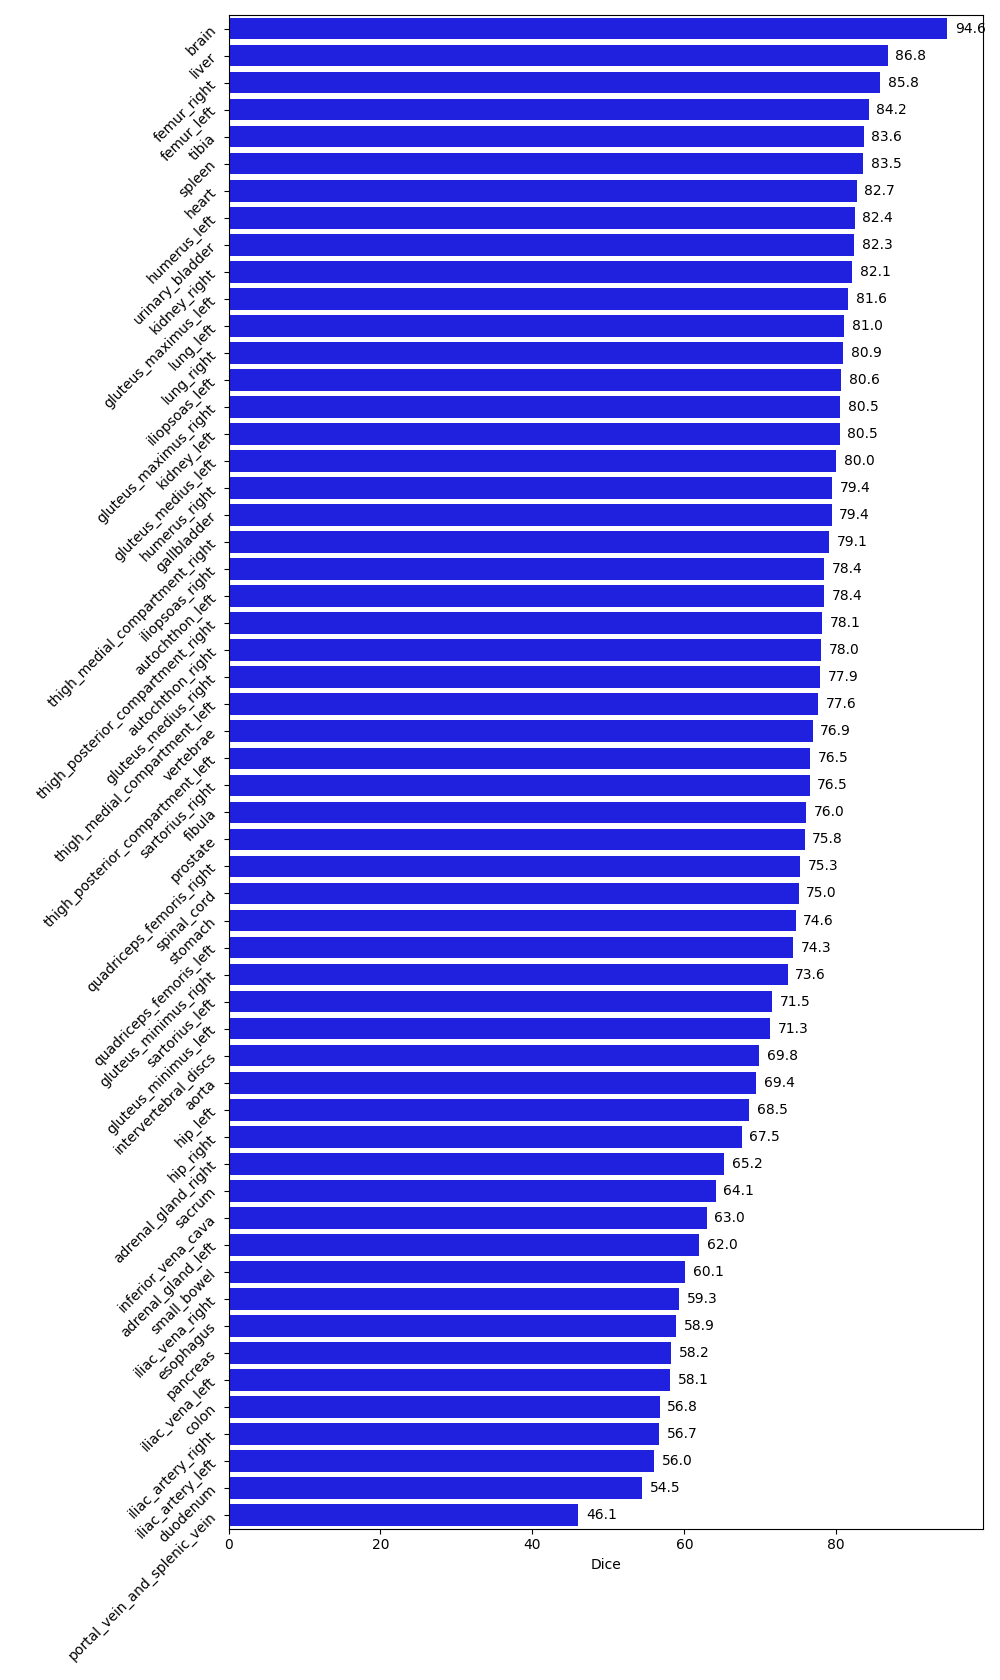 brain 94.6
liver 86.8
femur_right 85.8
femur_left 84.2
tibia 83.6
spleen 83.5
heart 82.7
humerus_left 82.4
urinary_bladder 82.3
kidney_right 82.1
gluteus_maximus_left 81.6
lung_left 81.0
lung_right 80.9
iliopsoas_left 80.6
gluteus_maximus_right 80.5
kidney_left 80.5
gluteus_medius_left 80.0
humerus_right 79.4
gallbladder 79.4
thigh_medial_compartment_right 79.1
iliopsoas_right 78.4
autochthon_left 78.4
thigh_posterior_compartment_right 78.1
autochthon_right 78.0
gluteus_medius_right 77.9
thigh_medial_compartment_left 77.6
vertebrae 76.9
thigh_posterior_compartment_left 76.5
sartorius_right 76.5
fibula 76.0
prostate 75.8
quadriceps_femoris_right 75.3
spinal_cord 75.0
stomach 74.6
quadriceps_femoris_left 74.3
gluteus_minimus_right 73.6
sartorius_left 71.5
gluteus_minimus_left 71.3
intervertebral_discs 69.8
aorta 69.4
hip_left 68.5
hip_right 67.5
adrenal_gland_right 65.2
sacrum 64.1
inferior_vena_cava 63.0
adrenal_gland_left 62.0
small_bowel 60.1
iliac_vena_right 59.3
esophagus 58.9
pancreas 58.2
iliac_vena_left 58.1
colon 56.8
iliac_artery_right 56.7
iliac_artery_left 56.0
duodenum 54.5
portal_vein_and_splenic_vein 46.1
0 20 40 60 80
Dice